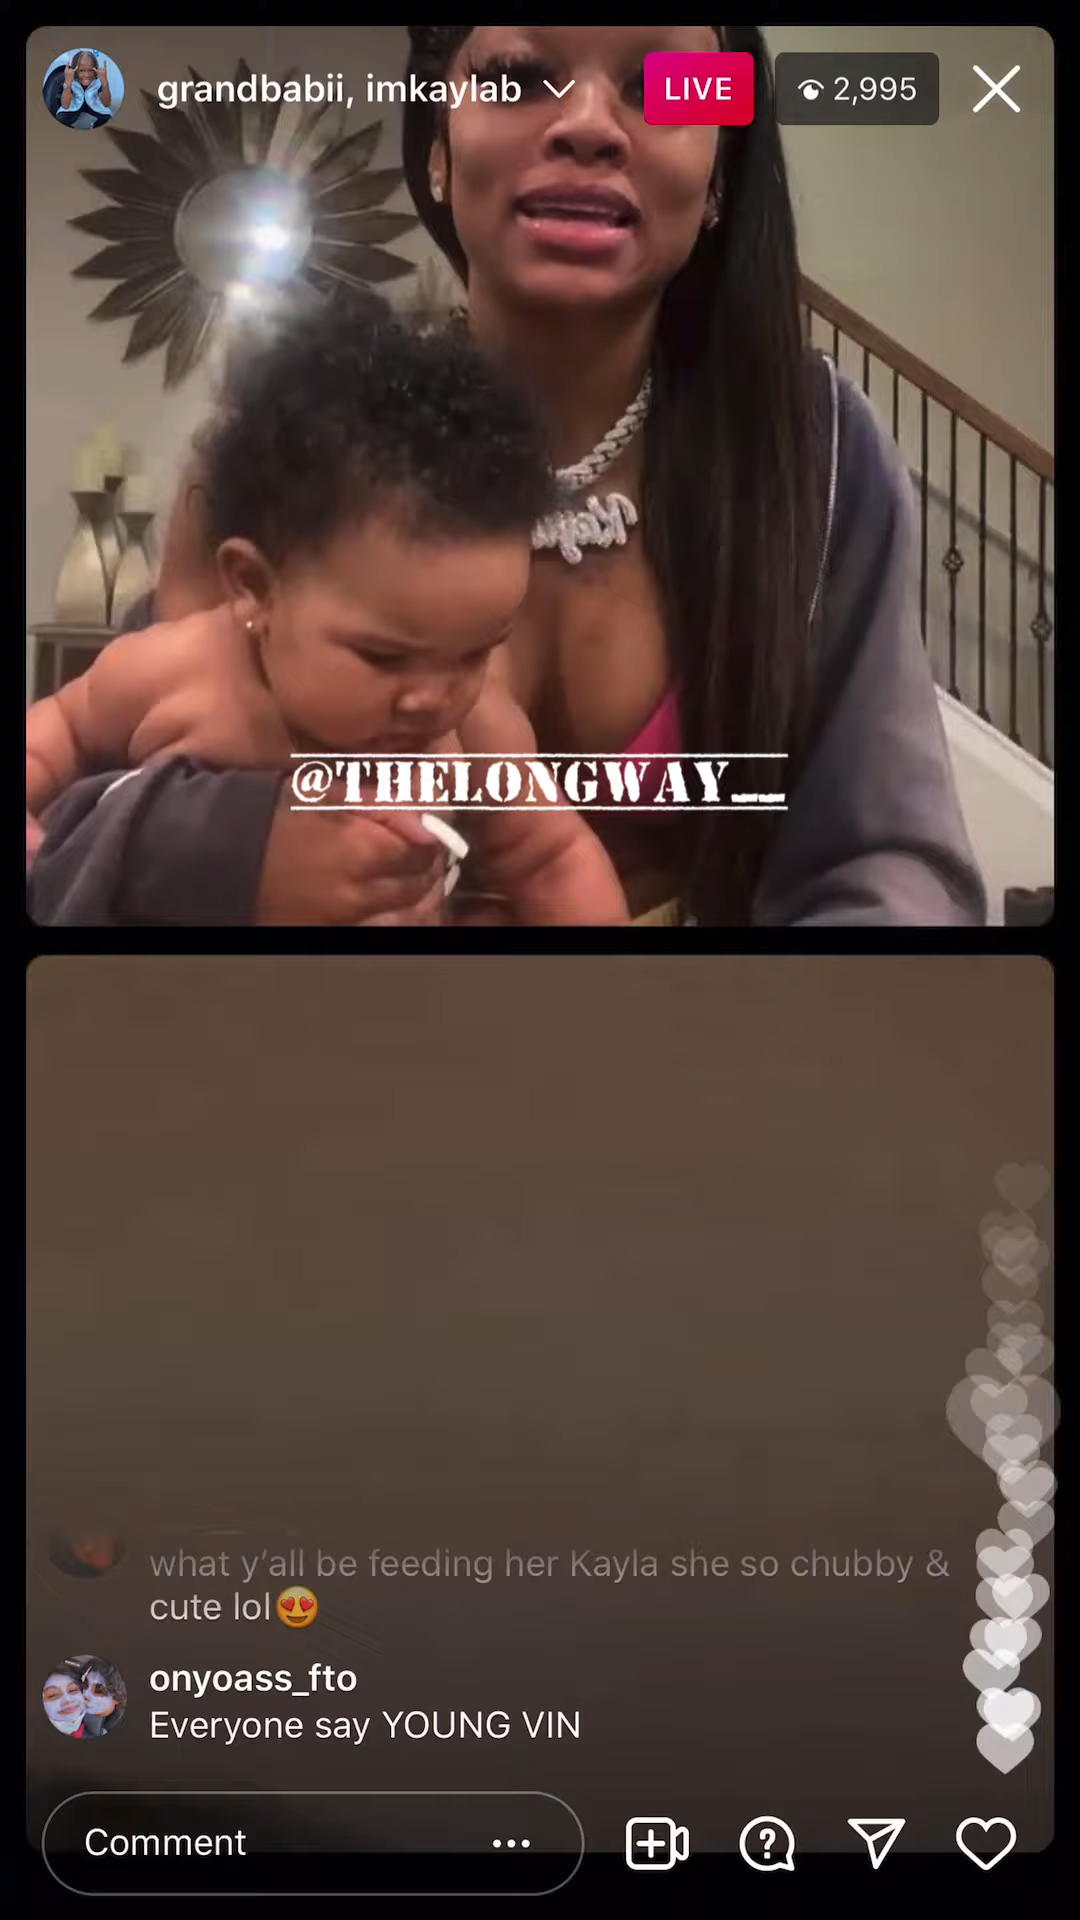 grandbabii, imkaylab
LIVE
2,995
@THELONGWAY__
what y’all be feeding her Kayla she so chubby &
cute lol😍
onyoass_fto
Everyone say YOUNG VIN
Comment